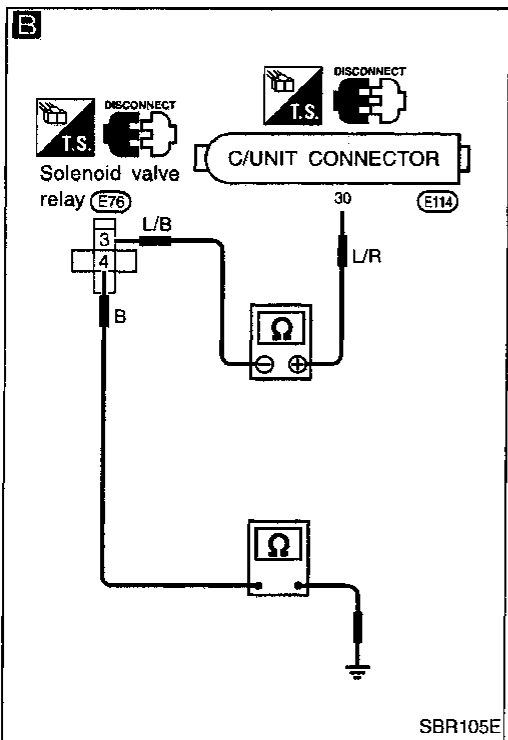 B
DISCONNECT
T.S.
DISCONNECT
T.S.
C/UNIT CONNECTOR
Solenoid valve
relay E76
30
E114
3
L/B
4
L/R
B
Ω
⊖ ⊕
Ω
SBR105E